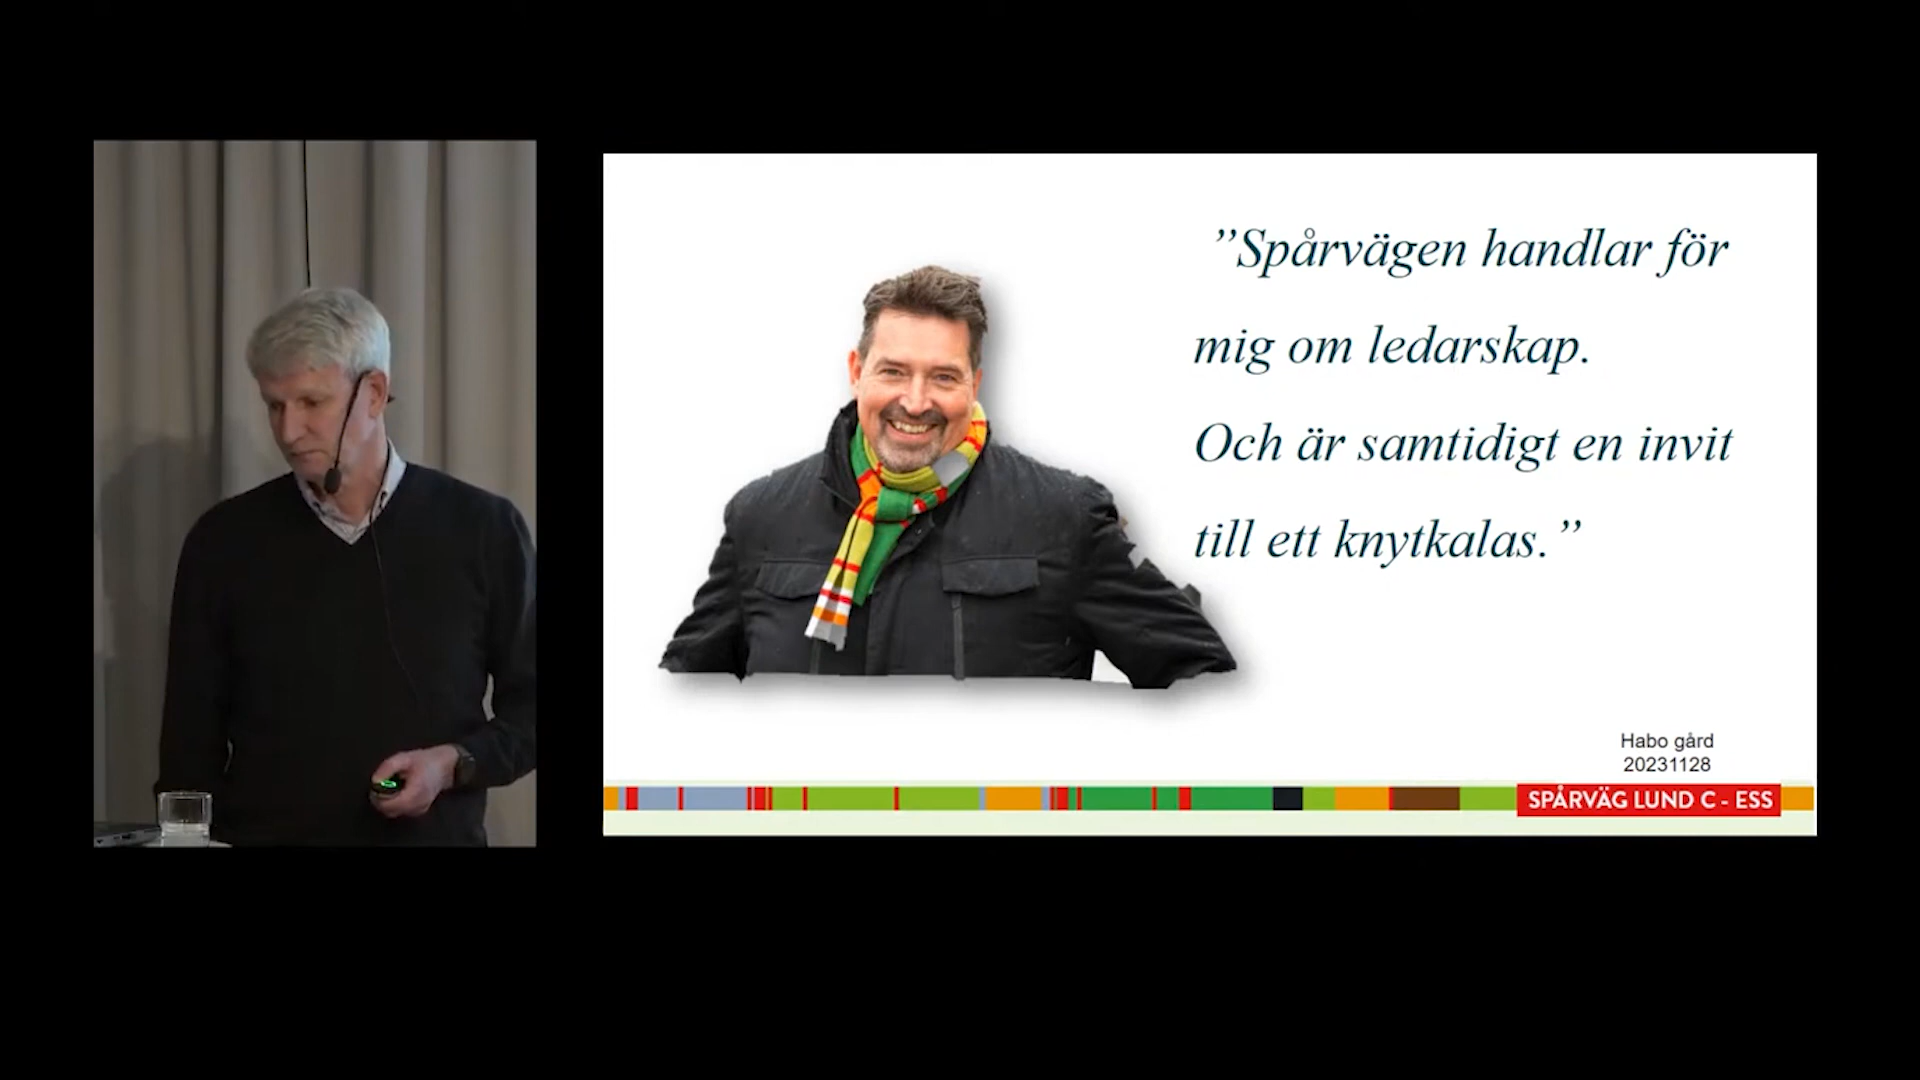 ”Spårvägen handlar för
mig om ledarskap.
Och är samtidigt en invit
till ett knytkalas.”
Habo gård
20231128
SPÅRVÄG LUND C - ESS